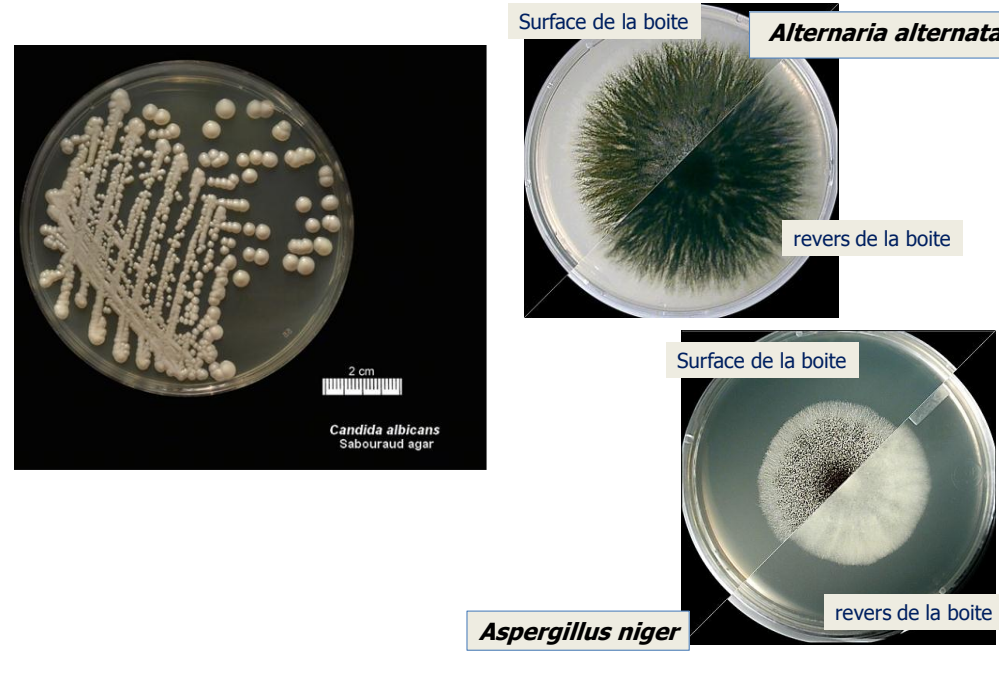 Surface de la boite
Alternaria alternata
revers de la boite
2 cm
Candida albicans
Sabouraud agar
Surface de la boite
revers de la boite
Aspergillus niger